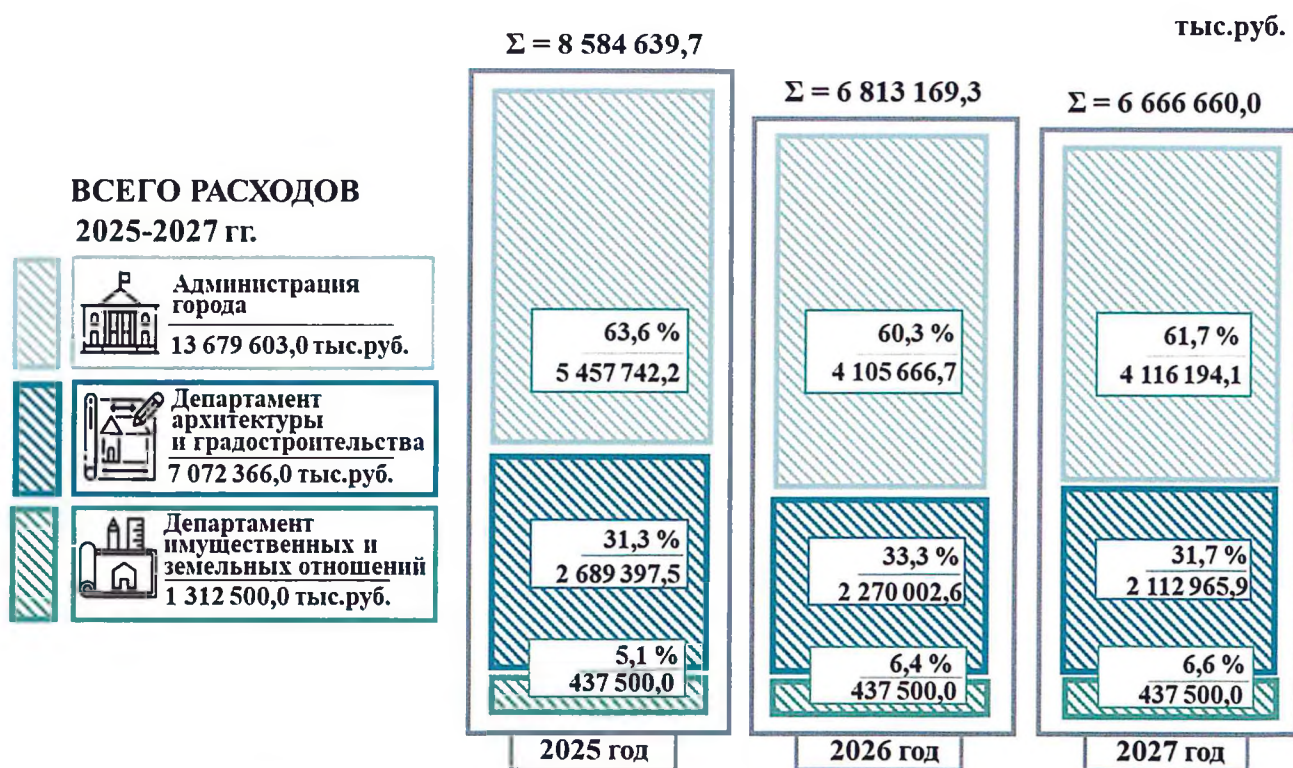 тыс.руб.
Σ = 8 584 639,7
Σ = 6 813 169,3
Σ = 6 666 660,0
ВСЕГО РАСХОДОВ
2025-2027 гг.
Администрация
города
13 679 603,0 тыс.руб.
Департамент
архитектуры
и градостроительства
7 072 366,0 тыс.руб.
Департамент
имущественных и
земельных отношений
1 312 500,0 тыс.руб.
63,6 %
5 457 742,2
31,3 %
2 689 397,5
5,1 %
437 500,0
2025 год
60,3 %
4 105 666,7
33,3 %
2 270 002,6
6,4 %
437 500,0
2026 год
61,7 %
4 116 194,1
31,7 %
2 112 965,9
6,6 %
437 500,0
2027 год